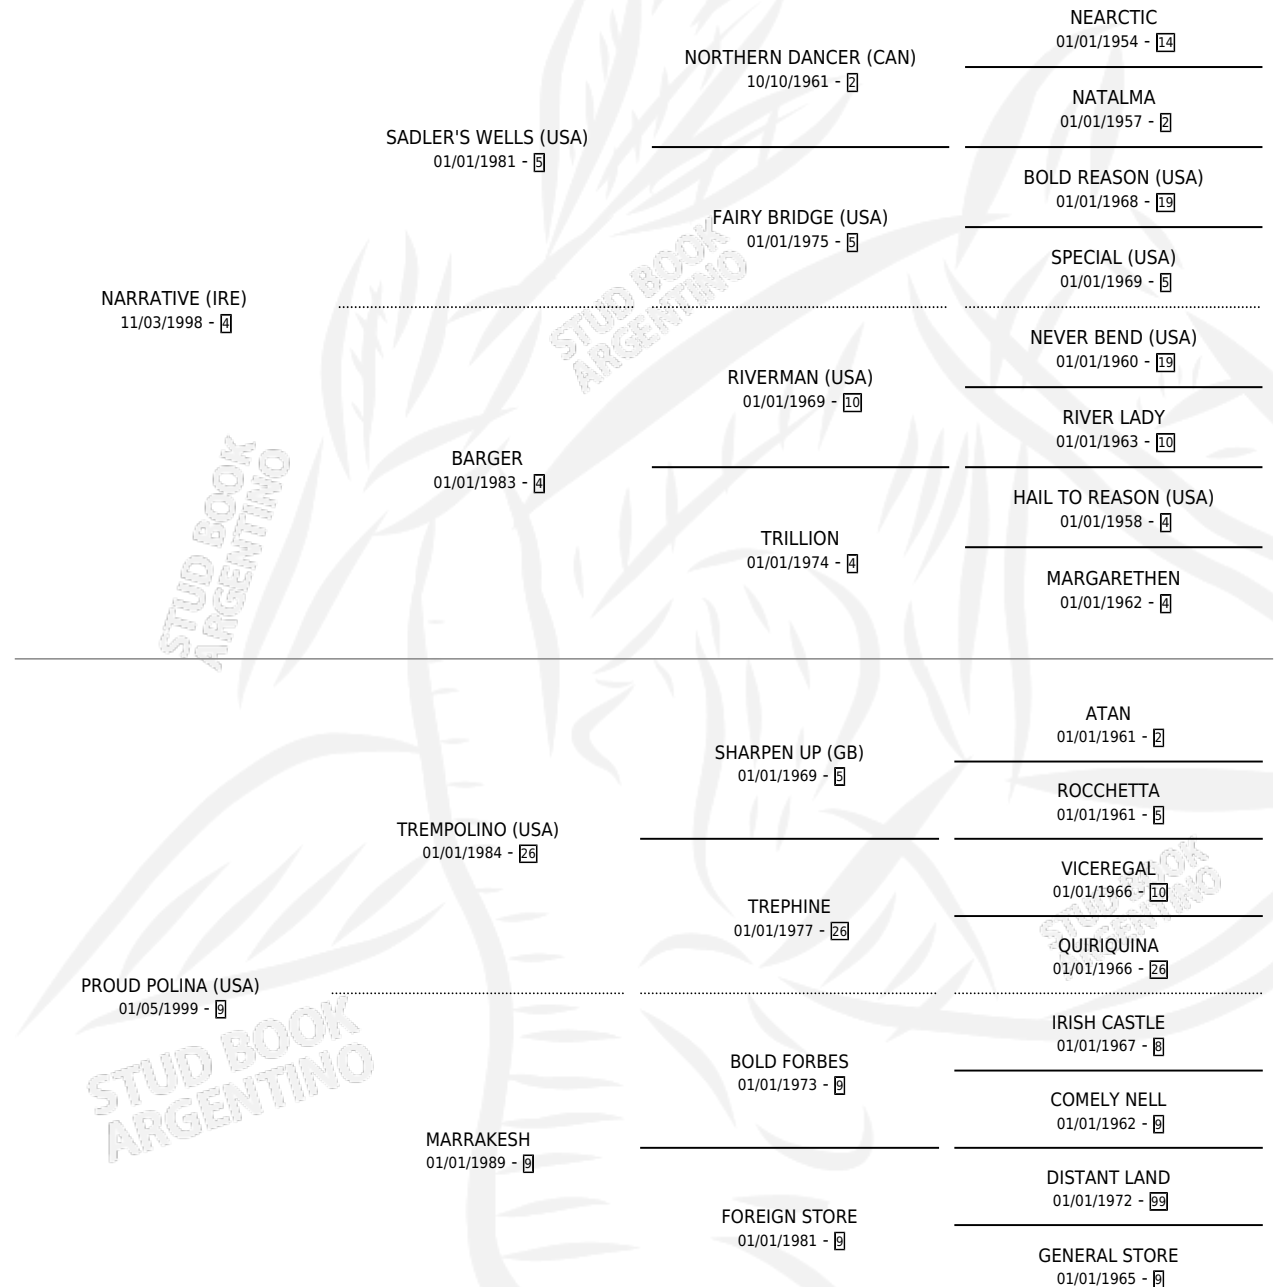 NEARCTIC
01/01/1954 - 14
NORTHERN DANCER (CAN)
10/10/1961 - 2
NATALMA
01/01/1957 - 2
SADLER'S WELLS (USA)
01/01/1981 - 5
BOLD REASON (USA)
01/01/1968 - 19
FAIRY BRIDGE (USA)
01/01/1975 - 5
SPECIAL (USA)
01/01/1969 - 5
STUD BOOK
ARGENTINO
NARRATIVE (IRE)
11/03/1998 - 4
NEVER BEND (USA)
01/01/1960 - 19
RIVERMAN (USA)
01/01/1969 - 10
RIVER LADY
01/01/1963 - 10
BARGER
01/01/1983 - 4
HAIL TO REASON (USA)
01/01/1958 - 4
TRILLION
01/01/1974 - 4
MARGARETHEN
01/01/1962 - 4
STUD BOOK
ARGENTINO
ATAN
01/01/1961 - 2
SHARPEN UP (GB)
01/01/1969 - 5
ROCCHETTA
01/01/1961 - 5
TREMPOLINO (USA)
01/01/1984 - 26
VICEREGAL
01/01/1966 - 10
TREPHINE
01/01/1977 - 26
QUIRIQUINA
01/01/1966 - 26
STUD BOOK
ARGENTINO
PROUD POLINA (USA)
01/05/1999 - 9
IRISH CASTLE
01/01/1967 - 8
BOLD FORBES
01/01/1973 - 9
COMELY NELL
01/01/1962 - 9
STUD BOOK
ARGENTINO
MARRAKESH
01/01/1989 - 9
DISTANT LAND
01/01/1972 - 99
FOREIGN STORE
01/01/1981 - 9
GENERAL STORE
01/01/1965 - 9